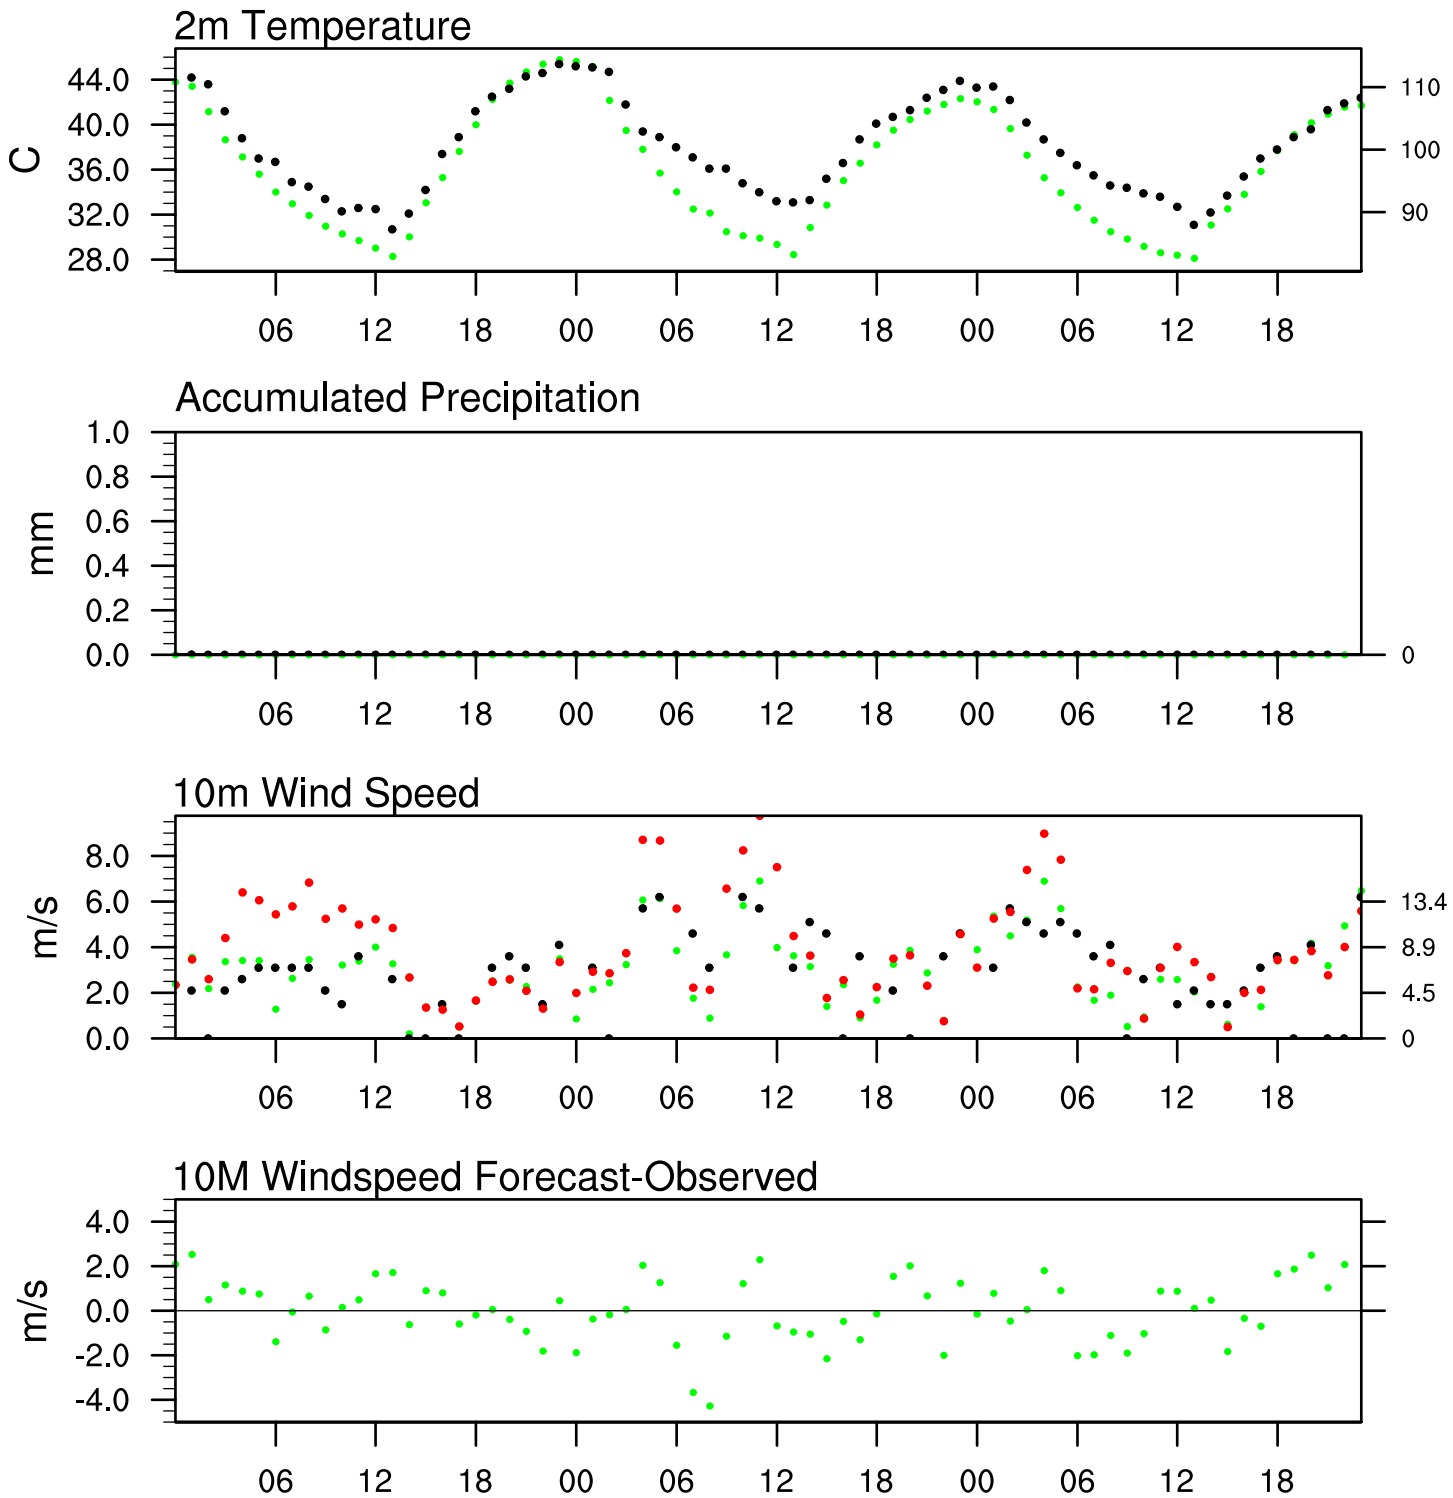 2m Temperature
44.0
40.0
36.0
32.0
28.0
C
110
100
90
06 12 18 00 06 12 18 00 06 12 18
Accumulated Precipitation
1.0
0.8
0.6
0.4
0.2
0.0
mm
0
06 12 18 00 06 12 18 00 06 12 18
10m Wind Speed
8.0
6.0
4.0
2.0
0.0
m/s
13.4
8.9
4.5
0
06 12 18 00 06 12 18 00 06 12 18
10M Windspeed Forecast-Observed
4.0
2.0
0.0
-2.0
-4.0
m/s
06 12 18 00 06 12 18 00 06 12 18